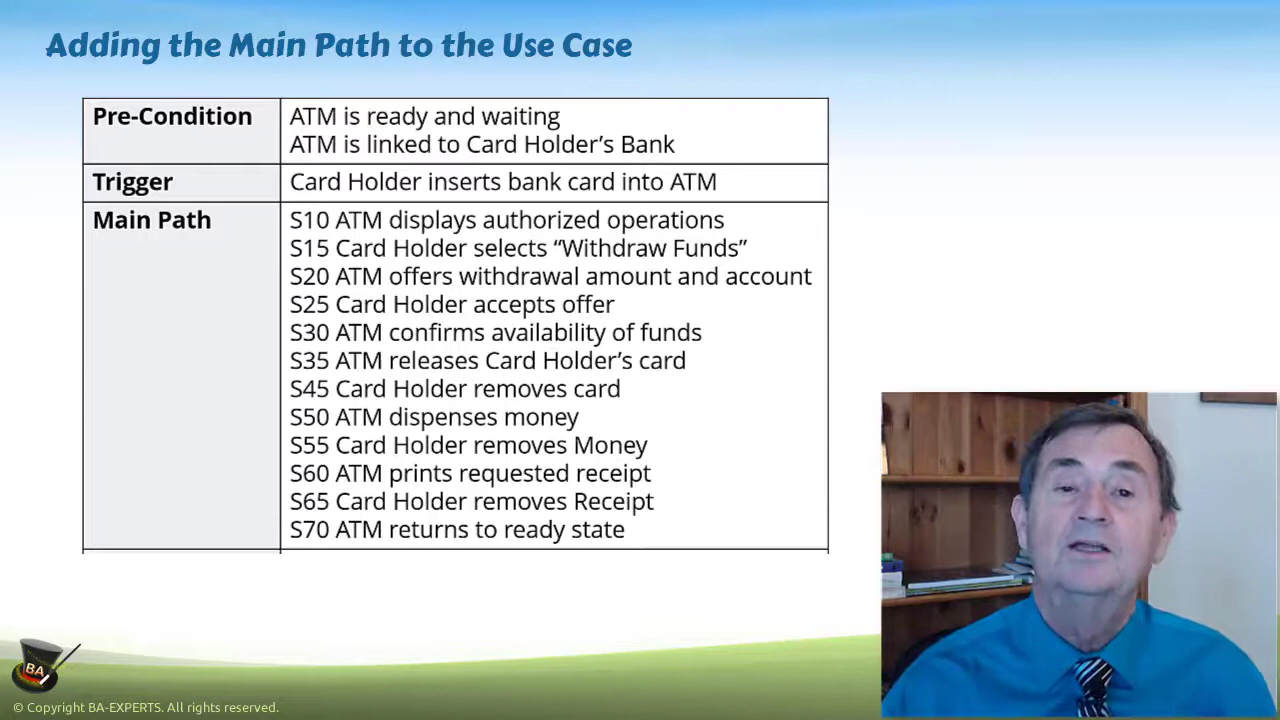 Adding the Main Path to the Use Case
Pre-Condition
ATM is ready and waiting
ATM is linked to Card Holder's Bank
Trigger
Card Holder inserts bank card into ATM
Main Path
S10 ATM displays authorized operations
S15 Card Holder selects “Withdraw Funds”
S20 ATM offers withdrawal amount and account
S25 Card Holder accepts offer
S30 ATM confirms availability of funds
S35 ATM releases Card Holder's card
S45 Card Holder removes card
S50 ATM dispenses money
S55 Card Holder removes Money
S60 ATM prints requested receipt
S65 Card Holder removes Receipt
S70 ATM returns to ready state
BA
© Copyright BA-EXPERTS. All rights reserved.